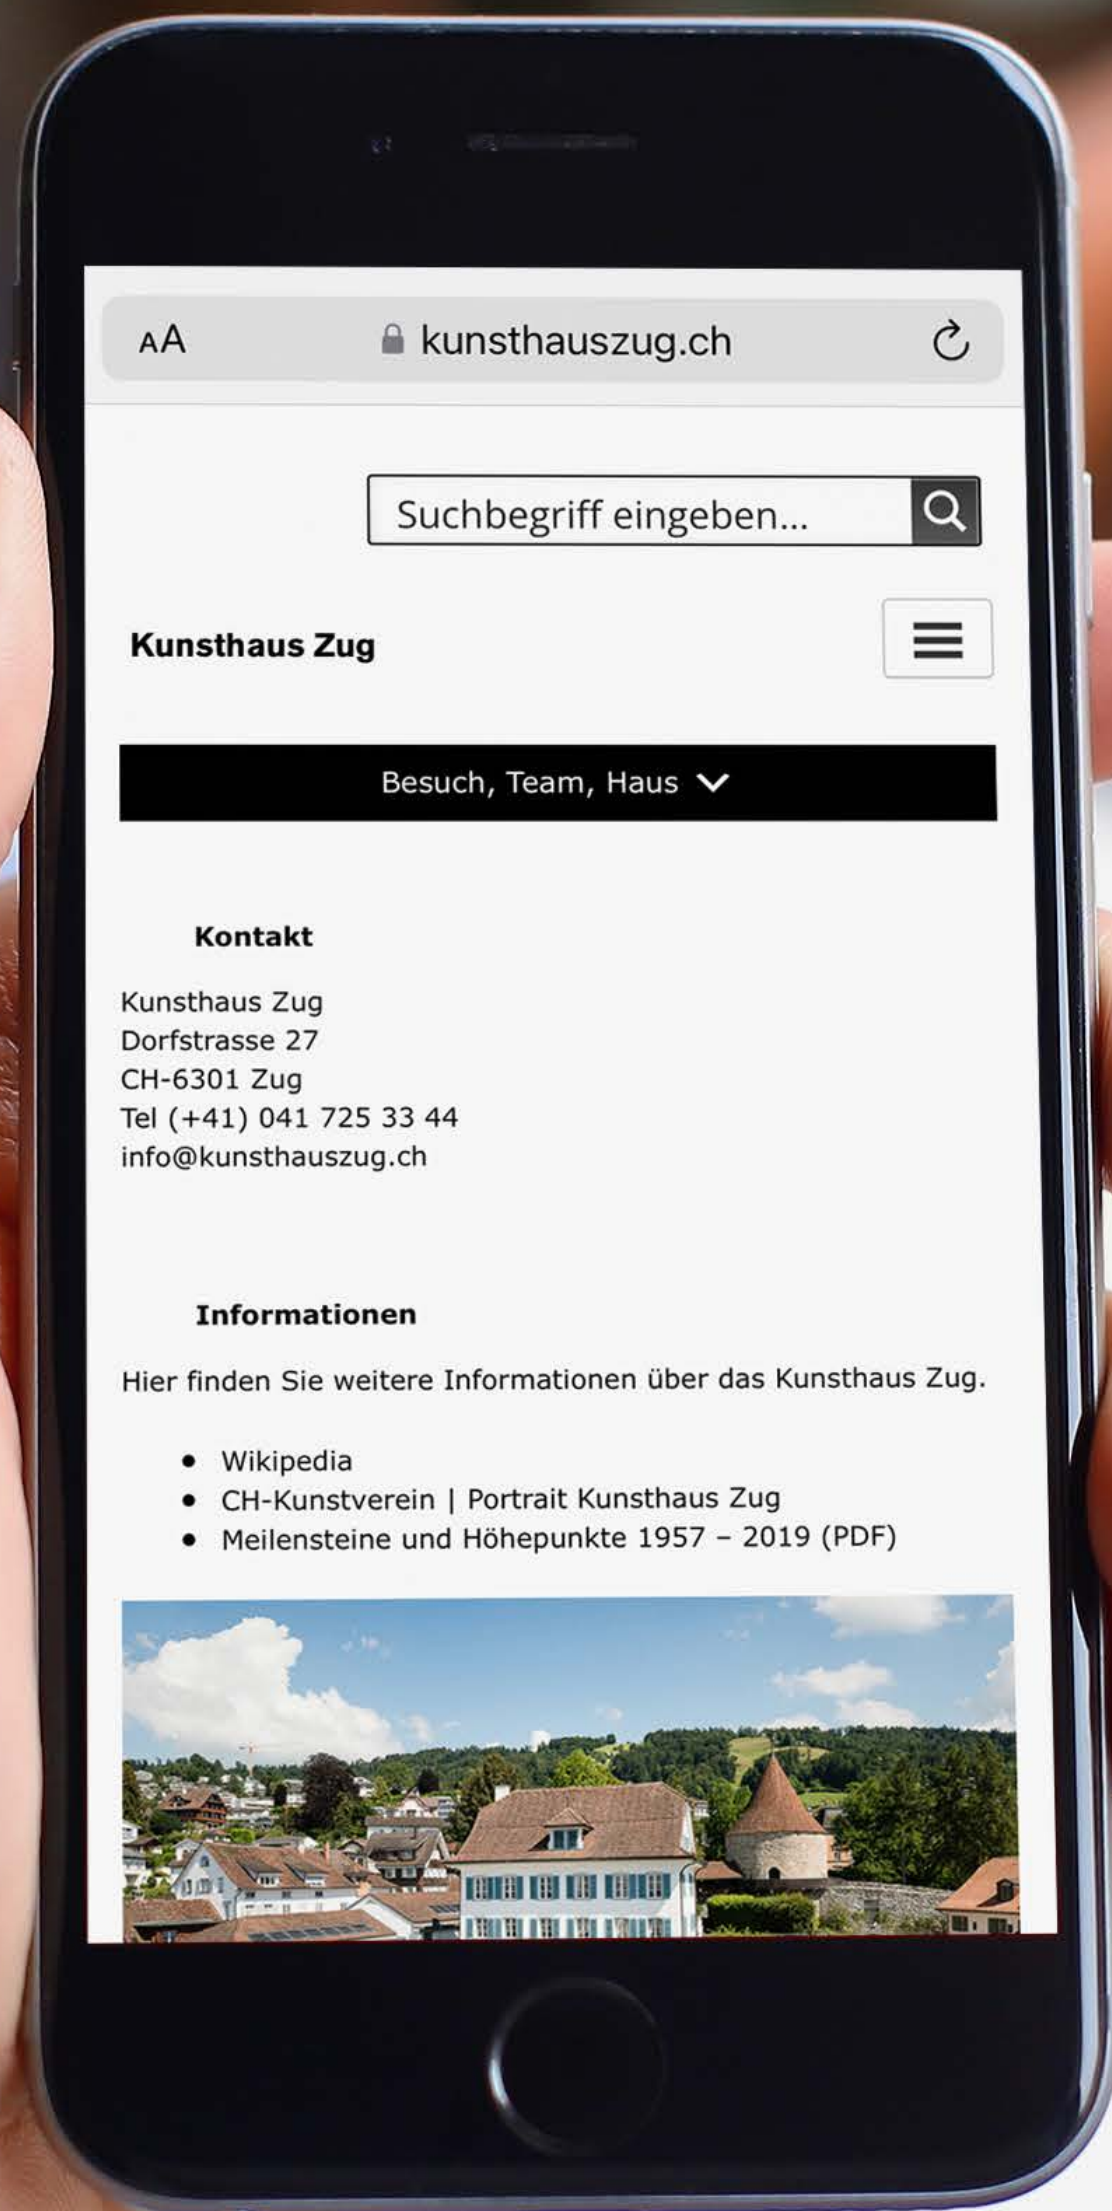 AA kunsthauszug.ch
Suchbegriff eingeben...
Kunsthaus Zug
Besuch, Team, Haus
Kontakt
Kunsthaus Zug
Dorfstrasse 27
CH-6301 Zug
Tel (+41) 041 725 33 44
info@kunsthauszug.ch
Informationen
Hier finden Sie weitere Informationen über das Kunsthaus Zug.
• Wikipedia
• CH-Kunstverein | Portrait Kunsthaus Zug
• Meilensteine und Höhepunkte 1957 – 2019 (PDF)